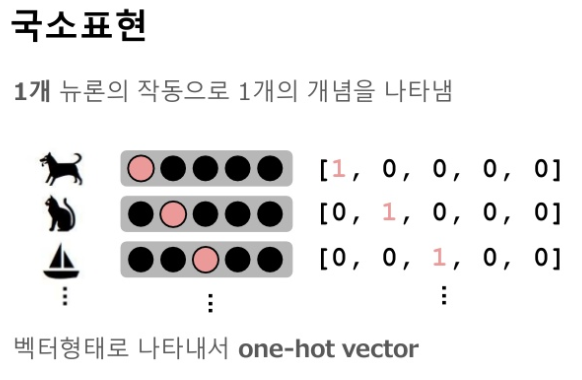 국소표현
1개 뉴론의 작동으로 1개의 개념을 나타냄
[1, 0, 0, 0, 0]
[0, 1, 0, 0, 0]
[0, 0, 1, 0, 0]
⋮ ⋮ ⋮
벡터형태로 나타내서 one-hot vector